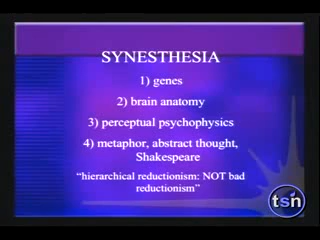 SYNESTHESIA
1) genes
2) brain anatomy
3) perceptual psychophysics
4) metaphor, abstract thought,
Shakespeare
“hierarchical reductionism: NOT bad
reductionism”
tsn